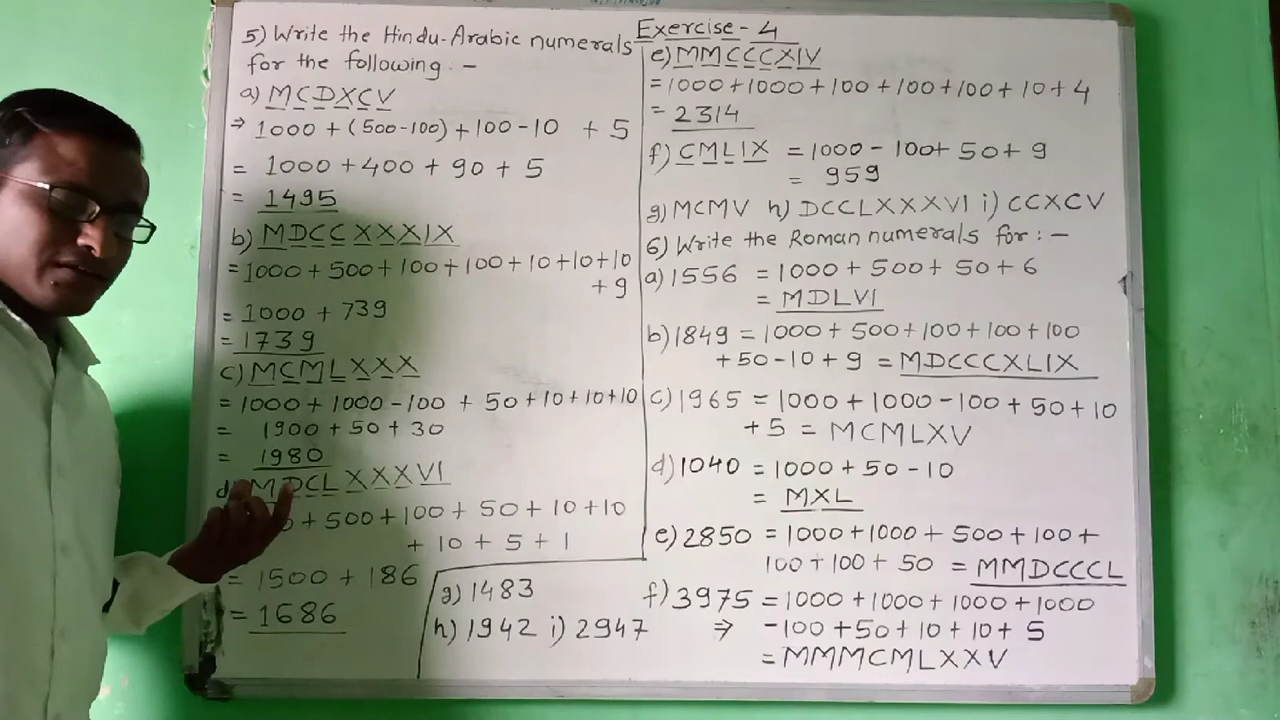 Exercise - 4
5) Write the Hindu-Arabic numerals
for the following :-
a) MCDXCV
⇒ 1000 + (500-100) + 100-10 + 5
= 1000 + 400 + 90 + 5
= 1495
b) MDCCXXXIX
= 1000 + 500 + 100 + 100 + 10 + 10 + 10
+ 9
= 1000 + 739
= 1739
c) MCMLXXX
= 1000 + 1000 - 100 + 50 + 10 + 10 + 10
= 1900 + 50 + 30
= 1980
d) MDCLXXXVI
+ 500 + 100 + 50 + 10 + 10
+ 10 + 5 + 1
= 1500 + 186
= 1686
e) MMCCCXIV
= 1000 + 1000 + 100 + 100 + 100 + 10 + 4
= 2314
f) CMLIX = 1000 - 100 + 50 + 9
= 959
g) MCMV h) DCCLXXXVI i) CCXCV
6) Write the Roman numerals for :-
a) 1556 = 1000 + 500 + 50 + 6
= MDLVI
b) 1849 = 1000 + 500 + 100 + 100 + 100
+ 50 - 10 + 9 = MDCCCXLIX
c) 1965 = 1000 + 1000 - 100 + 50 + 10
+ 5 = MCMLXV
d) 1040 = 1000 + 50 - 10
= MXL
e) 2850 = 1000 + 1000 + 500 + 100 +
100 + 100 + 50 = MMDCCCL
f) 3975 = 1000 + 1000 + 1000 + 1000
⇒ -100 + 50 + 10 + 10 + 5
= MMMCMLXXV
g) 1483
h) 1942 i) 2947